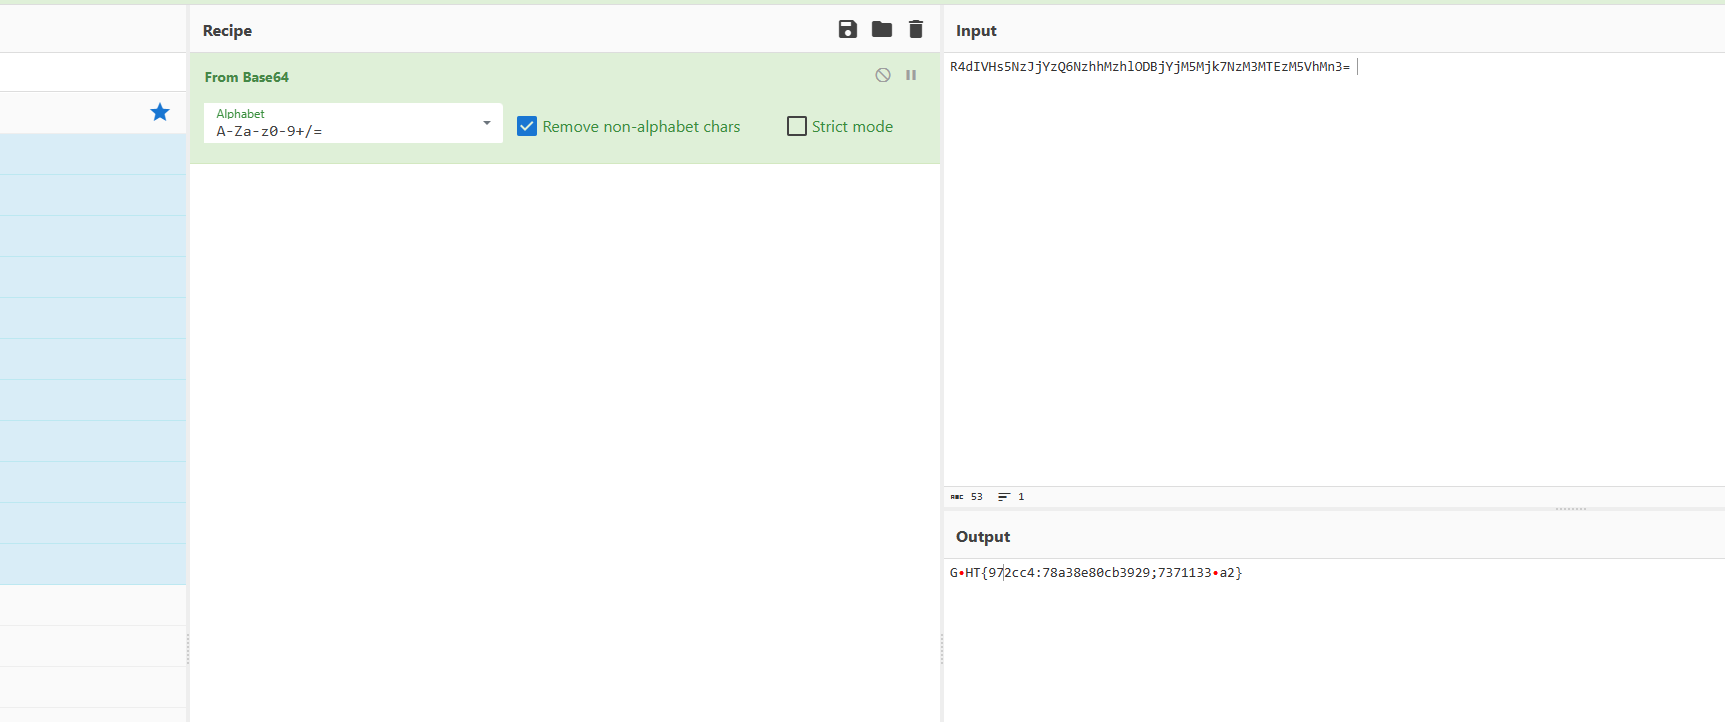 Recipe
From Base64
Alphabet
A-Za-z0-9+/=
Remove non-alphabet chars
Strict mode
Input
R4dIVHs5NzJjYzQ6NzhhMzhlODBjYjM5Mjk7NzM3MTEzM5VhMn3=
ABC 53 1
Output
G•HT{972cc4:78a38e80cb3929;7371133•a2}